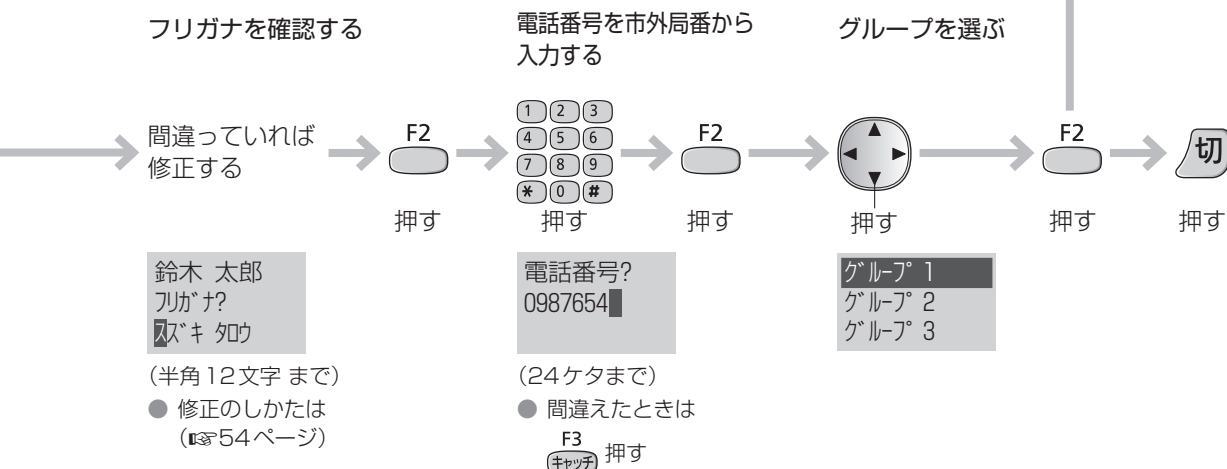 フリガナを確認する
間違っていれば
修正する
F2
押す
鈴木 太郎
フリガナ?
スズキ タロウ
(半角12文字 まで)
● 修正のしかたは
(☞54ページ)
電話番号を市外局番から
入力する
1 2 3
4 5 6
7 8 9
* 0 #
押す
F2
押す
電話番号?
0987654
(24ケタまで)
● 間違えたときは
F3
キャッチ 押す
グループを選ぶ
押す
グループ 1
グループ 2
グループ 3
F2
押す
切
押す